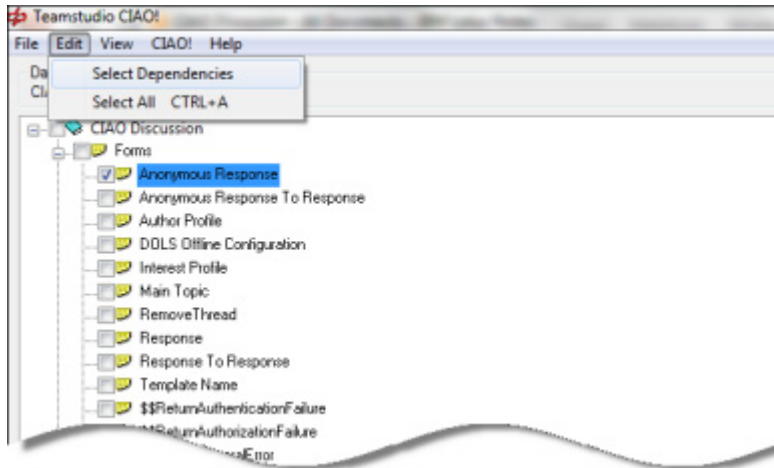 Teamstudio CIAO!
File Edit View CIAO! Help
Da
Select Dependencies
Select All CTRL+A
CIAO Discussion
Forms
Anonymous Response
Anonymous Response To Response
Author Profile
DOLS Offline Configuration
Interest Profile
Main Topic
RemoveThread
Response
Response To Response
Template Name
$$ReturnAuthenticationFailure
ReturnAuthorizationFailure